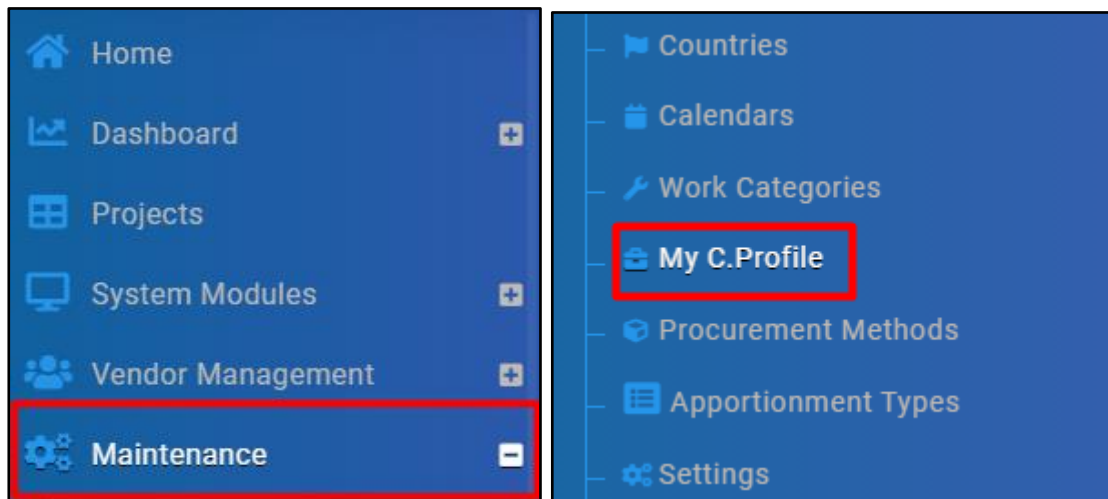 Home
Dashboard
Projects
System Modules
Vendor Management
Maintenance
Countries
Calendars
Work Categories
My C.Profile
Procurement Methods
Apportionment Types
Settings